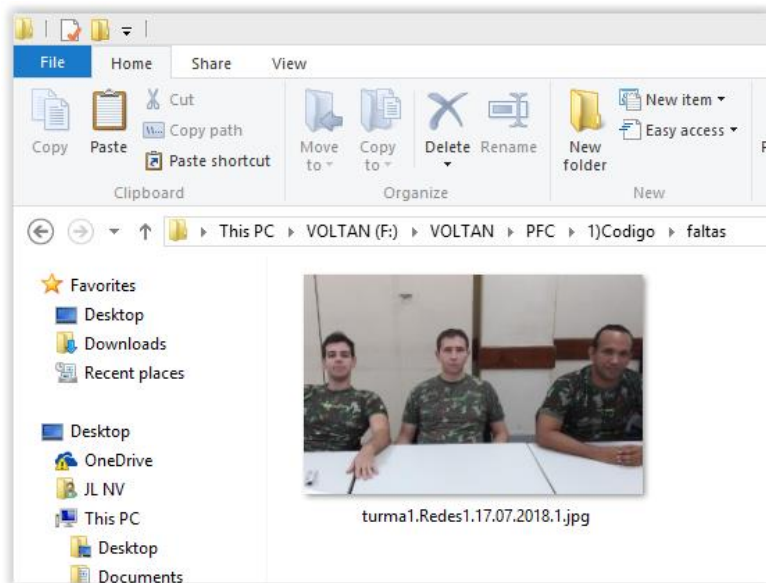 File
Home
Share
View
Copy
Paste
Cut
Copy path
Paste shortcut
Clipboard
Move to
Copy to
Delete
Rename
Organize
New folder
New item
Easy access
New
This PC
VOLTAN (F:)
VOLTAN
PFC
1)Codigo
faltas
Favorites
Desktop
Downloads
Recent places
Desktop
OneDrive
JL NV
This PC
Desktop
Documents
turma1.Redes1.17.07.2018.1.jpg